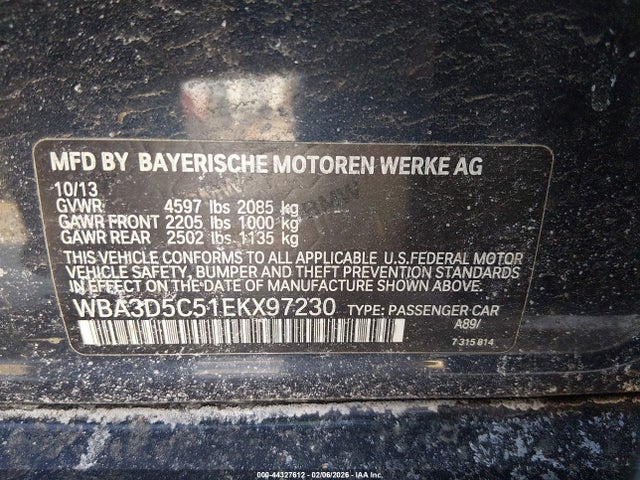 MFD BY BAYERISCHE MOTOREN WERKE AG
10/13
GVWR 4597 lbs 2085 kg
GAWR FRONT 2205 lbs 1000 kg
GAWR REAR 2502 lbs 1135 kg
THIS VEHICLE CONFORMS TO ALL APPLICABLE U.S.FEDERAL MOTOR
VEHICLE SAFETY, BUMPER AND THEFT PREVENTION STANDARDS
IN EFFECT ON THE DATE OF MANUFACTURE SHOWN ABOVE.
WBA3D5C51EKX97230 TYPE: PASSENGER CAR
A89/
7 315 814
000-44327612 - 02/06/2026 - IAA Inc.